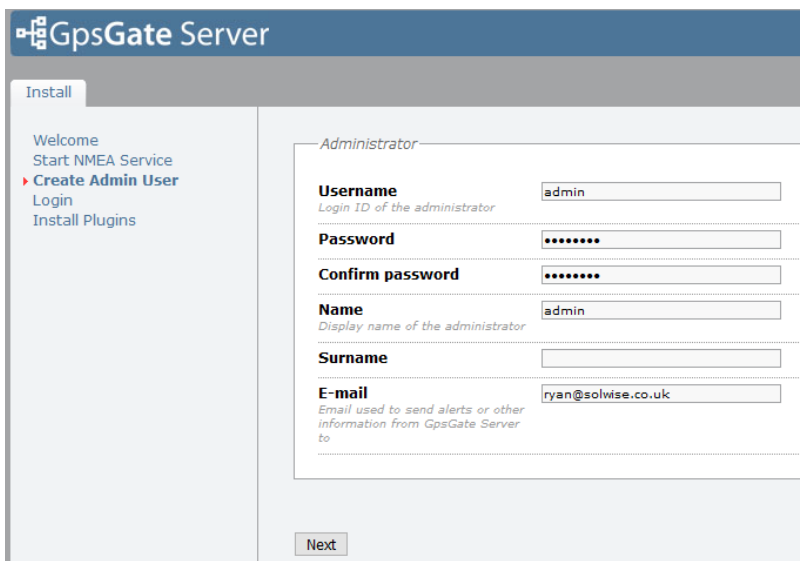 GpsGate Server
Install
Welcome
Start NMEA Service
Create Admin User
Login
Install Plugins
Administrator
Username
admin
Login ID of the administrator
Password
••••••••
Confirm password
••••••••
Name
admin
Display name of the administrator
Surname
E-mail
ryan@solwise.co.uk
Email used to send alerts or other
information from GpsGate Server
to
Next